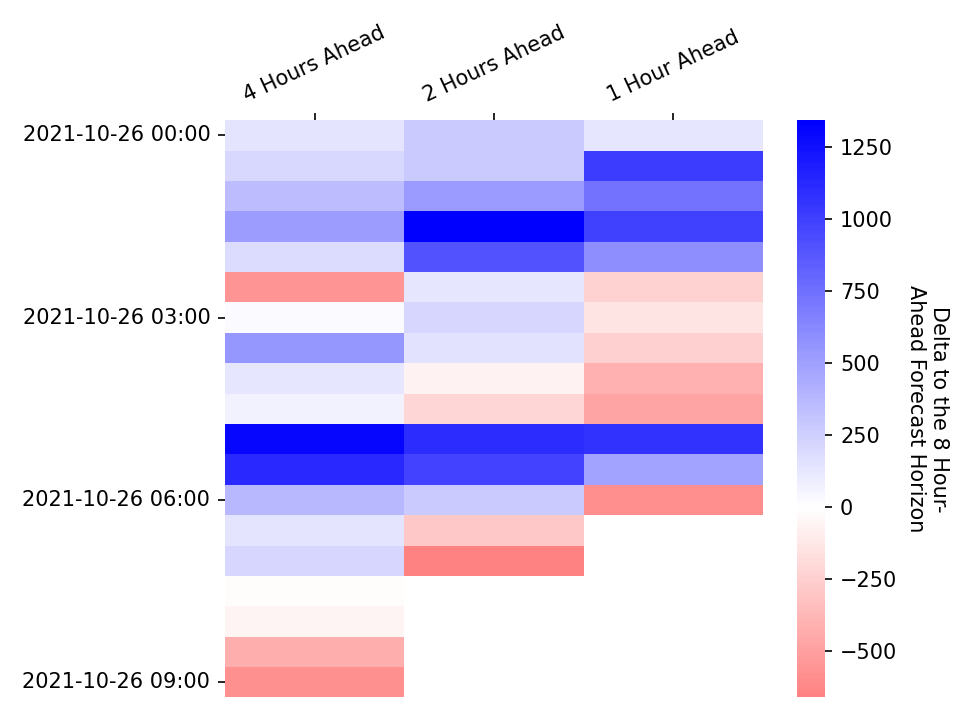 4 Hours Ahead
2 Hours Ahead
1 Hour Ahead
2021-10-26 00:00
2021-10-26 03:00
2021-10-26 06:00
2021-10-26 09:00
1250
1000
750
500
250
0
−250
−500
Delta to the 8 Hour-
Ahead Forecast Horizon